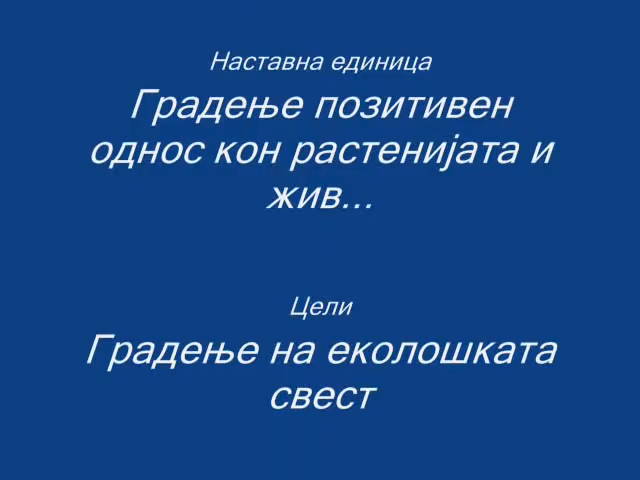 Наставна единица
Градење позитивен
однос кон растенијата и
жив...
Цели
Градење на еколошката
свест